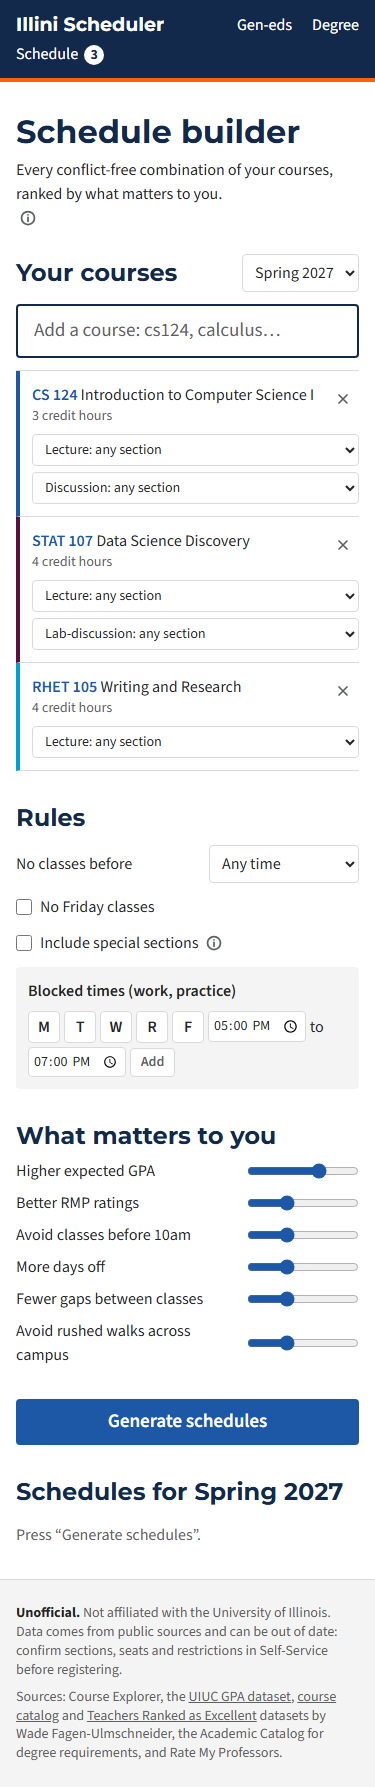 Illini Scheduler Gen-eds Degree
Schedule 3
Schedule builder
Every conflict-free combination of your courses,
ranked by what matters to you.
Your courses Spring 2027
Add a course: cs124, calculus…
CS 124 Introduction to Computer Science I
3 credit hours
Lecture: any section
Discussion: any section
STAT 107 Data Science Discovery
4 credit hours
Lecture: any section
Lab-discussion: any section
RHET 105 Writing and Research
4 credit hours
Lecture: any section
Rules
No classes before Any time
No Friday classes
Include special sections
Blocked times (work, practice)
M T W R F 05:00 PM to
07:00 PM Add
What matters to you
Higher expected GPA
Better RMP ratings
Avoid classes before 10am
More days off
Fewer gaps between classes
Avoid rushed walks across
campus
Generate schedules
Schedules for Spring 2027
Press “Generate schedules”.
Unofficial. Not affiliated with the University of Illinois.
Data comes from public sources and can be out of date:
confirm sections, seats and restrictions in Self-Service
before registering.
Sources: Course Explorer, the UIUC GPA dataset, course
catalog and Teachers Ranked as Excellent datasets by
Wade Fagen-Ulmschneider, the Academic Catalog for
degree requirements, and Rate My Professors.